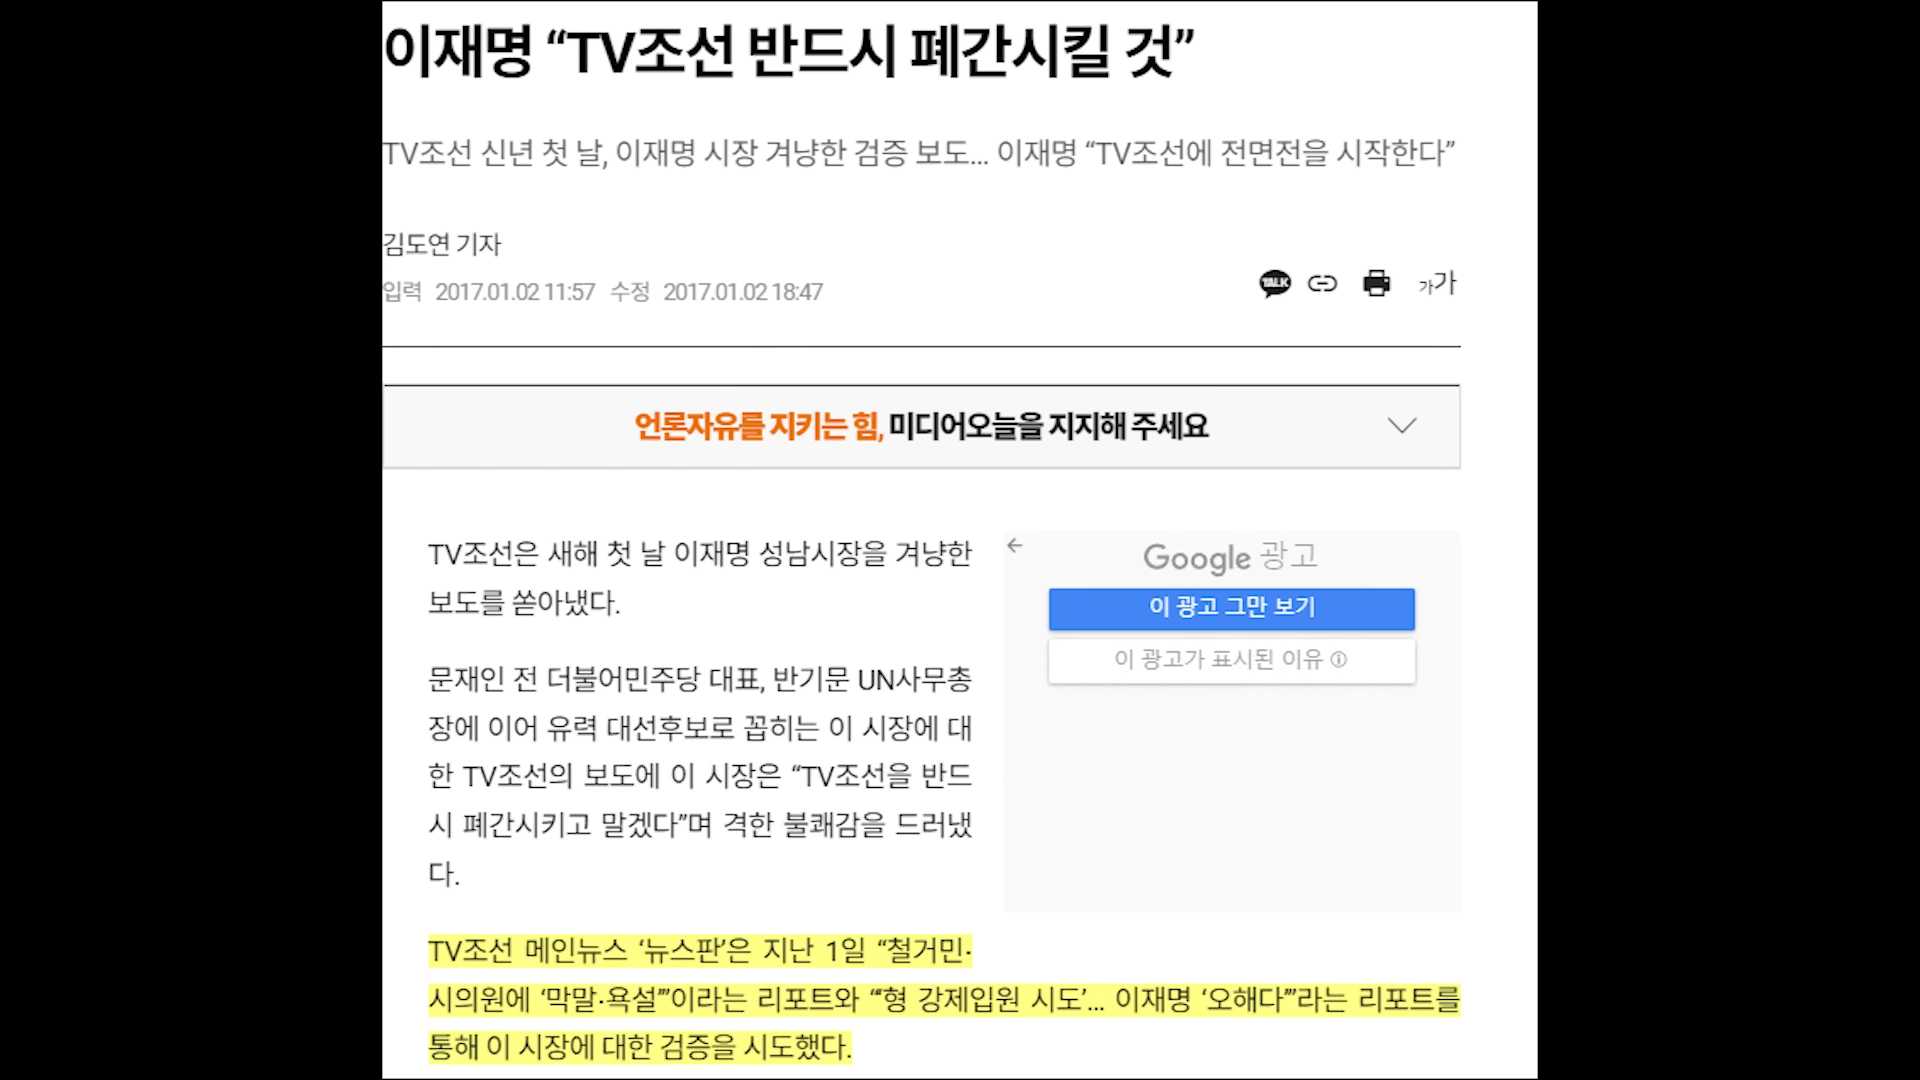 이재명 “TV조선 반드시 폐간시킬 것”
TV조선 신년 첫 날, 이재명 시장 겨냥한 검증 보도... 이재명 “TV조선에 전면전을 시작한다”
김도연 기자
입력 2017.01.02 11:57 수정 2017.01.02 18:47
TALK
가가
언론자유를 지키는 힘, 미디어오늘을 지지해 주세요
TV조선은 새해 첫 날 이재명 성남시장을 겨냥한
보도를 쏟아냈다.
문재인 전 더불어민주당 대표, 반기문 UN사무총
장에 이어 유력 대선후보로 꼽히는 이 시장에 대
한 TV조선의 보도에 이 시장은 “TV조선을 반드
시 폐간시키고 말겠다”며 격한 불쾌감을 드러냈
다.
Google 광고
이 광고 그만 보기
이 광고가 표시된 이유
TV조선 메인뉴스 ‘뉴스판’은 지난 1일 “철거민·
시의원에 ‘막말·욕설’”이라는 리포트와 “‘형 강제입원 시도’... 이재명 ‘오해다’”라는 리포트를
통해 이 시장에 대한 검증을 시도했다.